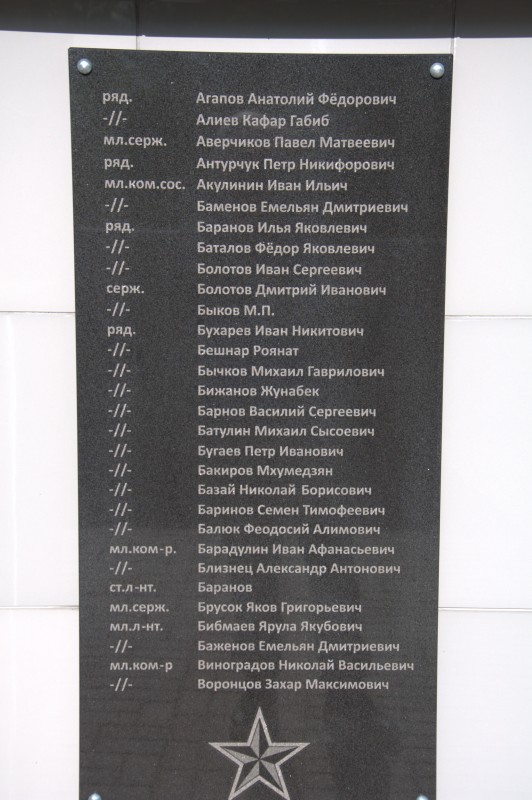 ряд. Агапов Анатолий Фёдорович
-//- Алиев Кафар Габиб
мл.серж. Аверчиков Павел Матвеевич
ряд. Антурчук Петр Никифорович
мл.ком.сос. Акулинин Иван Ильич
-//- Баменов Емельян Дмитриевич
ряд. Баранов Илья Яковлевич
-//- Баталов Фёдор Яковлевич
-//- Болотов Иван Сергеевич
серж. Болотов Дмитрий Иванович
-//- Быков М.П.
ряд. Бухарев Иван Никитович
-//- Бешнар Роянат
-//- Бычков Михаил Гаврилович
-//- Бижанов Жунабек
-//- Барнов Василий Сергеевич
-//- Батулин Михаил Сысоевич
-//- Бугаев Петр Иванович
-//- Бакиров Мхумедзян
-//- Базай Николай Борисович
-//- Баринов Семен Тимофеевич
-//- Балюк Феодосий Алимович
мл.ком-р. Барадулин Иван Афанасьевич
-//- Близнец Александр Антонович
ст.л-нт. Баранов
мл.серж. Брусок Яков Григорьевич
мл.л-нт. Бибмаев Ярула Якубович
-//- Баженов Емельян Дмитриевич
мл.ком-р Виноградов Николай Васильевич
-//- Воронцов Захар Максимович